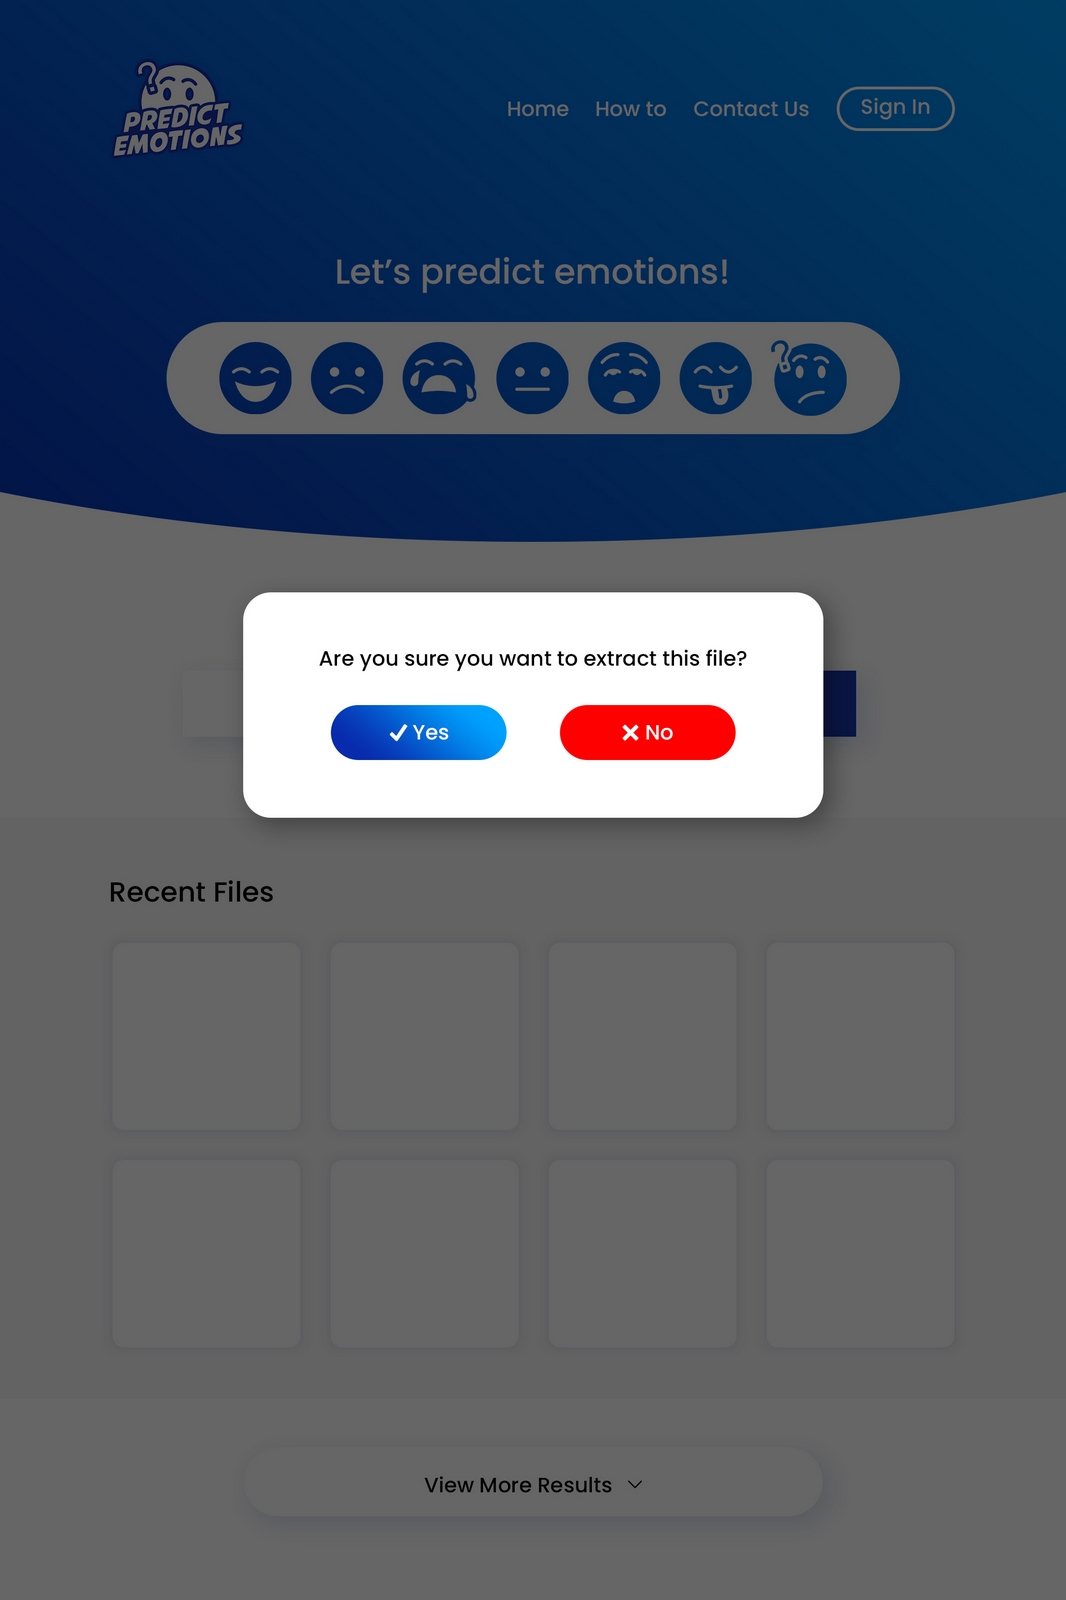 PREDICT
EMOTIONS
Home How to Contact Us Sign In
Let’s predict emotions!
Are you sure you want to extract this file?
Yes No
Recent Files
View More Results